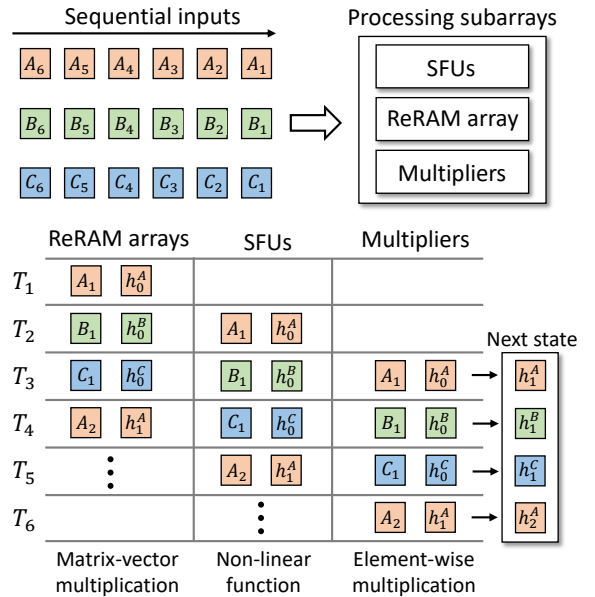 Sequential inputs
Processing subarrays
A₆ A₅ A₄ A₃ A₂ A₁
SFUs
B₆ B₅ B₄ B₃ B₂ B₁
ReRAM array
C₆ C₅ C₄ C₃ C₂ C₁
Multipliers
ReRAM arrays SFUs Multipliers
T₁ A₁ h₀ᴬ
T₂ B₁ h₀ᴮ A₁ h₀ᴬ
Next state
T₃ C₁ h₀ᶜ B₁ h₀ᴮ A₁ h₀ᴬ h₁ᴬ
T₄ A₂ h₁ᴬ C₁ h₀ᶜ B₁ h₀ᴮ h₁ᴮ
T₅ ⋮ A₂ h₁ᴬ C₁ h₀ᶜ h₁ᶜ
T₆ ⋮ A₂ h₁ᴬ h₂ᴬ
Matrix-vector Non-linear Element-wise
multiplication function multiplication